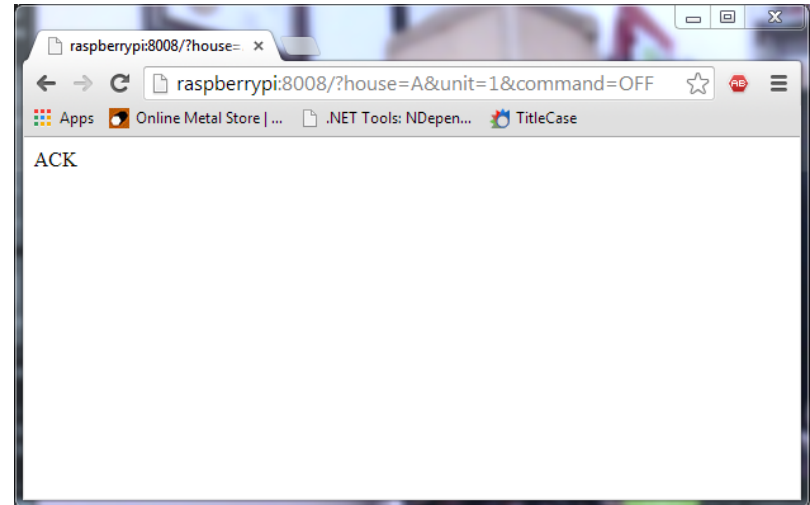 raspberrypi:8008/?house=
raspberrypi:8008/?house=A&unit=1&command=OFF
ABP
Apps Online Metal Store | ... .NET Tools: NDepen... TitleCase
ACK